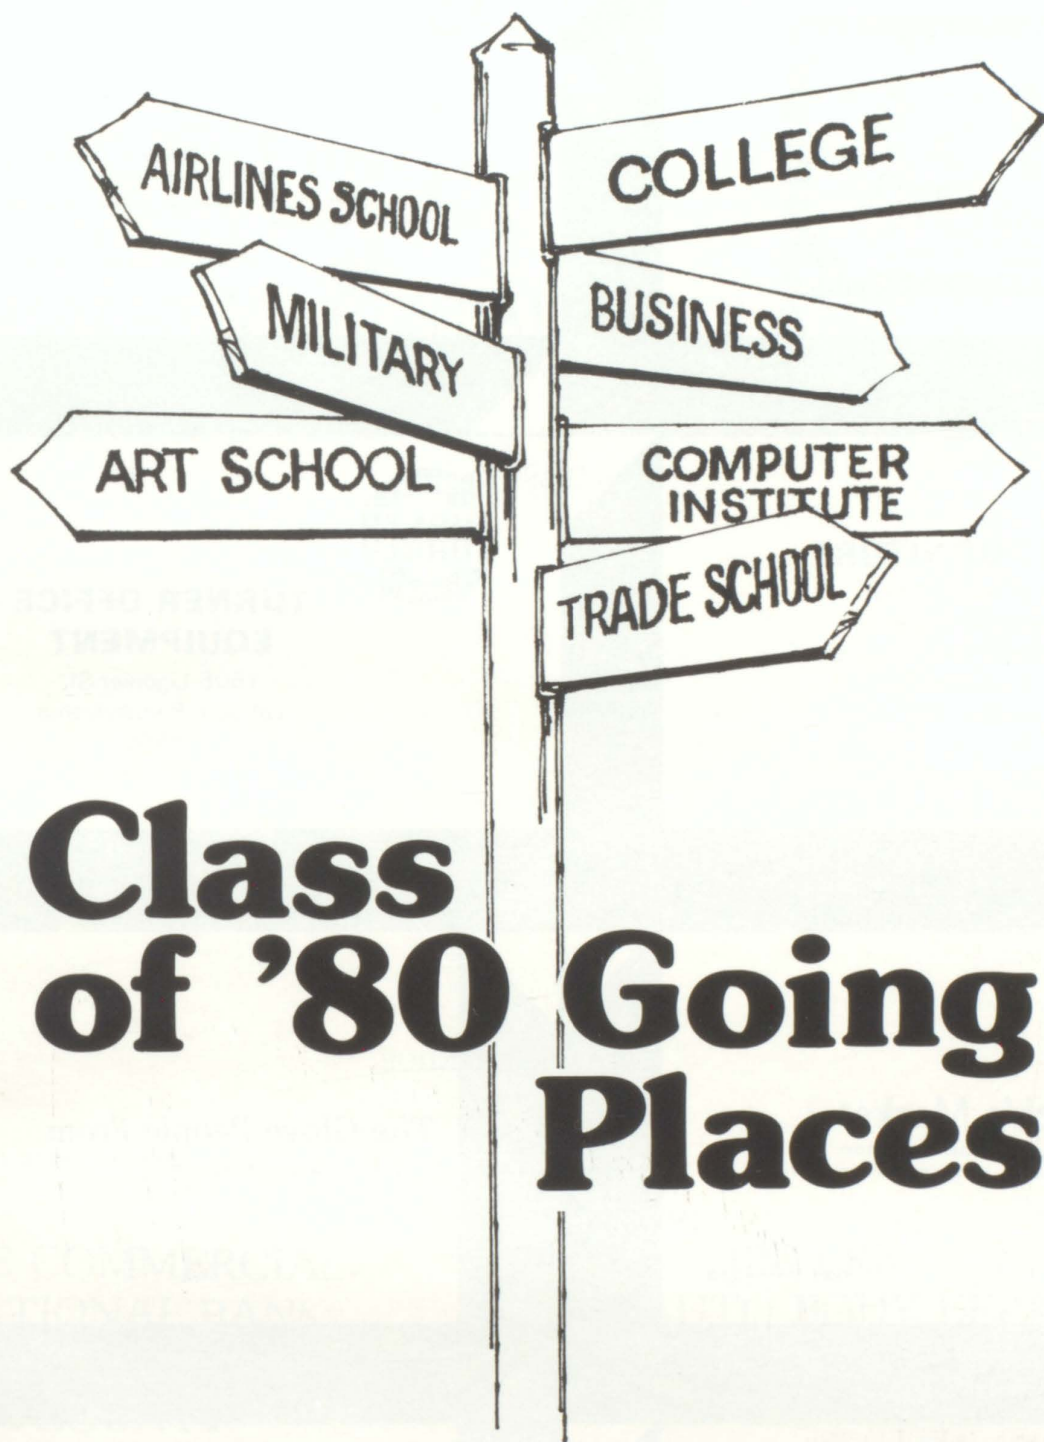 AIRLINES SCHOOL
COLLEGE
MILITARY
BUSINESS
ART SCHOOL
COMPUTER
INSTITUTE
TRADE SCHOOL
Class
of ’80 Going
Places